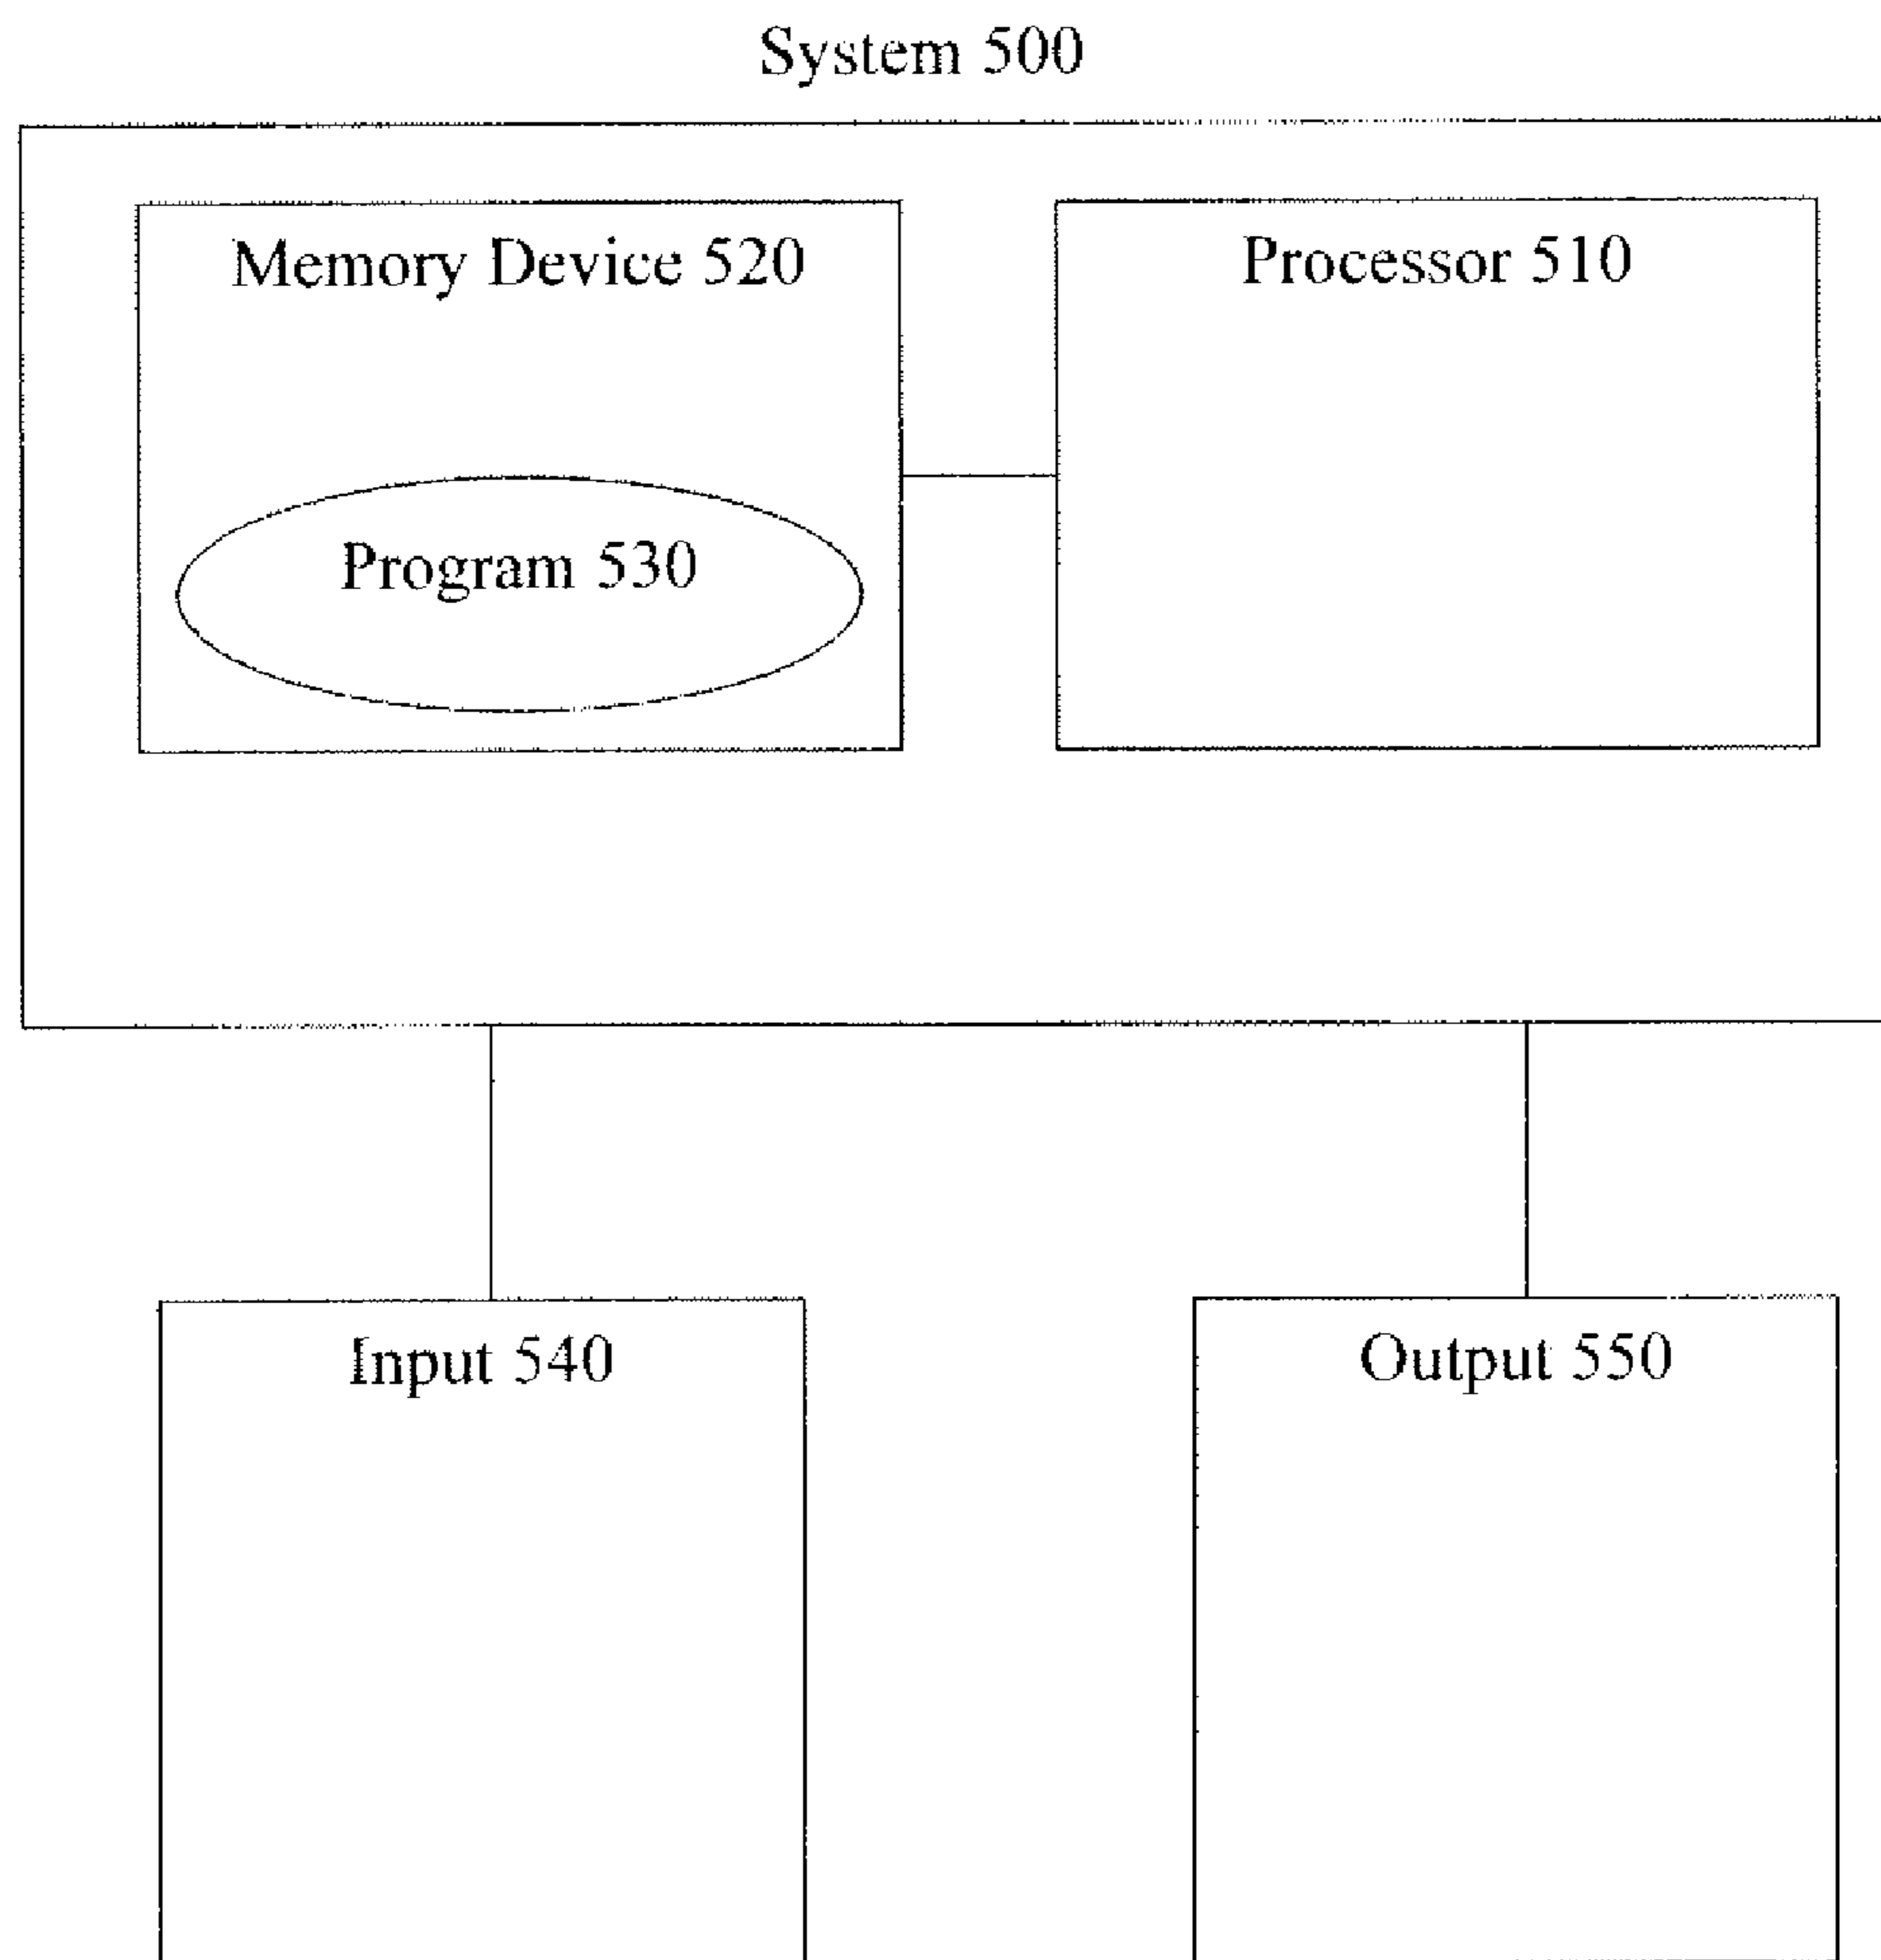 System 500
Memory Device 520
Processor 510
Program 530
Input 540
Output 550